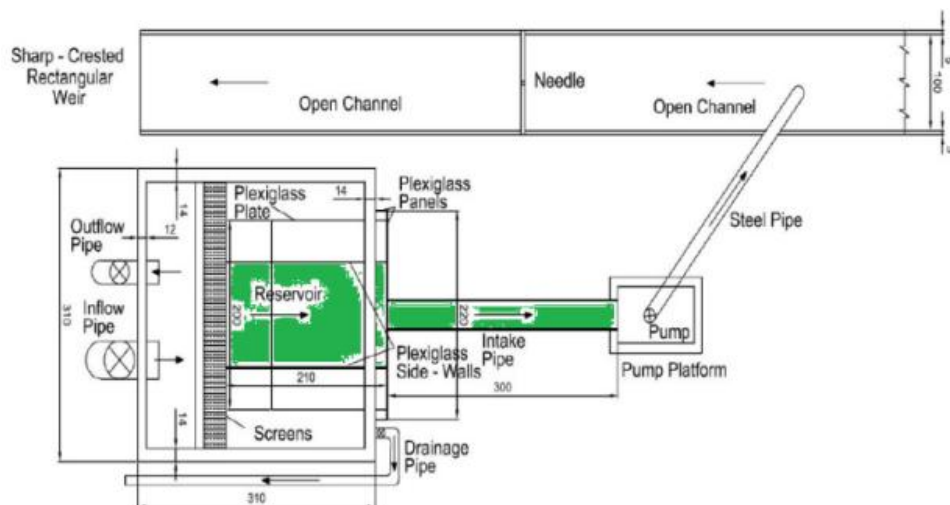 Sharp - Crested
Rectangular
Weir
Open Channel
Needle
Open Channel
100
Steel Pipe
Plexiglass
Plate
14
Plexiglass
Panels
14
Outflow
Pipe
12
310
Inflow
Pipe
Reservoir
200
220
Intake
Pipe
Pump
Pump Platform
Plexiglass
Side - Walls
210
300
14
Screens
Drainage
Pipe
310